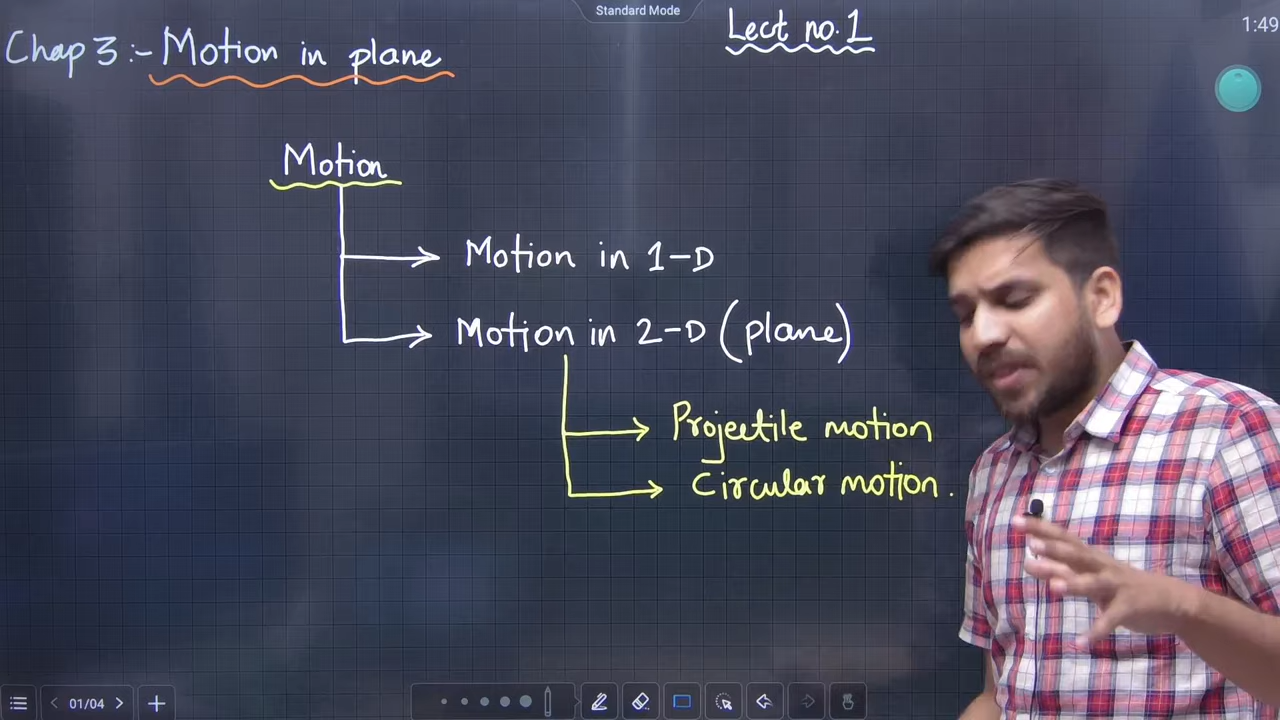 Standard Mode
Chap 3 :- Motion in plane
Lect no. 1
1:49
Motion
Motion in 1-D
Motion in 2-D (plane)
Projectile motion
Circular motion.
01/04